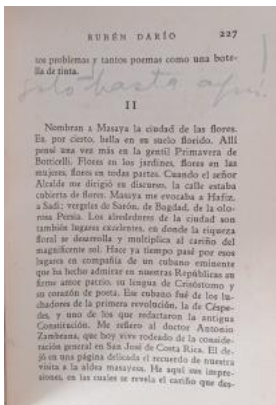 RUBÉN DARÍO 227
tos problemas y tantos poemas como una bote-
lla de tinta.
solo hasta aquí
II
Nombran a Masaya la ciudad de las flores.
Es, por cierto, bella en su suelo florido. Allí
pensé una vez más en la gentil Primavera de
Botticelli. Flores en los jardines, flores en las
mujeres, flores en todas partes. Cuando el señor
Alcalde me dirigió su discurso, la calle estaba
cubierta de flores. Masaya me evocaba a Hafiz,
a Sadi; vergeles de Sarón, de Bagdad, de la olo-
rosa Persia. Los alrededores de la ciudad son
también lugares excelentes, en donde la riqueza
floral se desarrolla y multiplica al cariño del
magnificente sol. Hace ya tiempo pasé por esos
lugares en compañía de un cubano eminente
que ha hecho admirar en nuestras Repúblicas su
firme amor patrio, su lengua de Crisóstomo y
su corazón de poeta. Ese cubano fué de los lu-
chadores de la primera revolución, la de Céspe-
des, y uno de los que redactaron la antigua
Constitución. Me refiero al doctor Antonio
Zambrana, que hoy vive rodeado de la conside-
ración general en San José de Costa Rica. El de-
jó en una página delicada el recuerdo de nuestra
visita a la aldea masayesa. He aquí sus impre-
siones, en las cuales se revela el cariño que des-